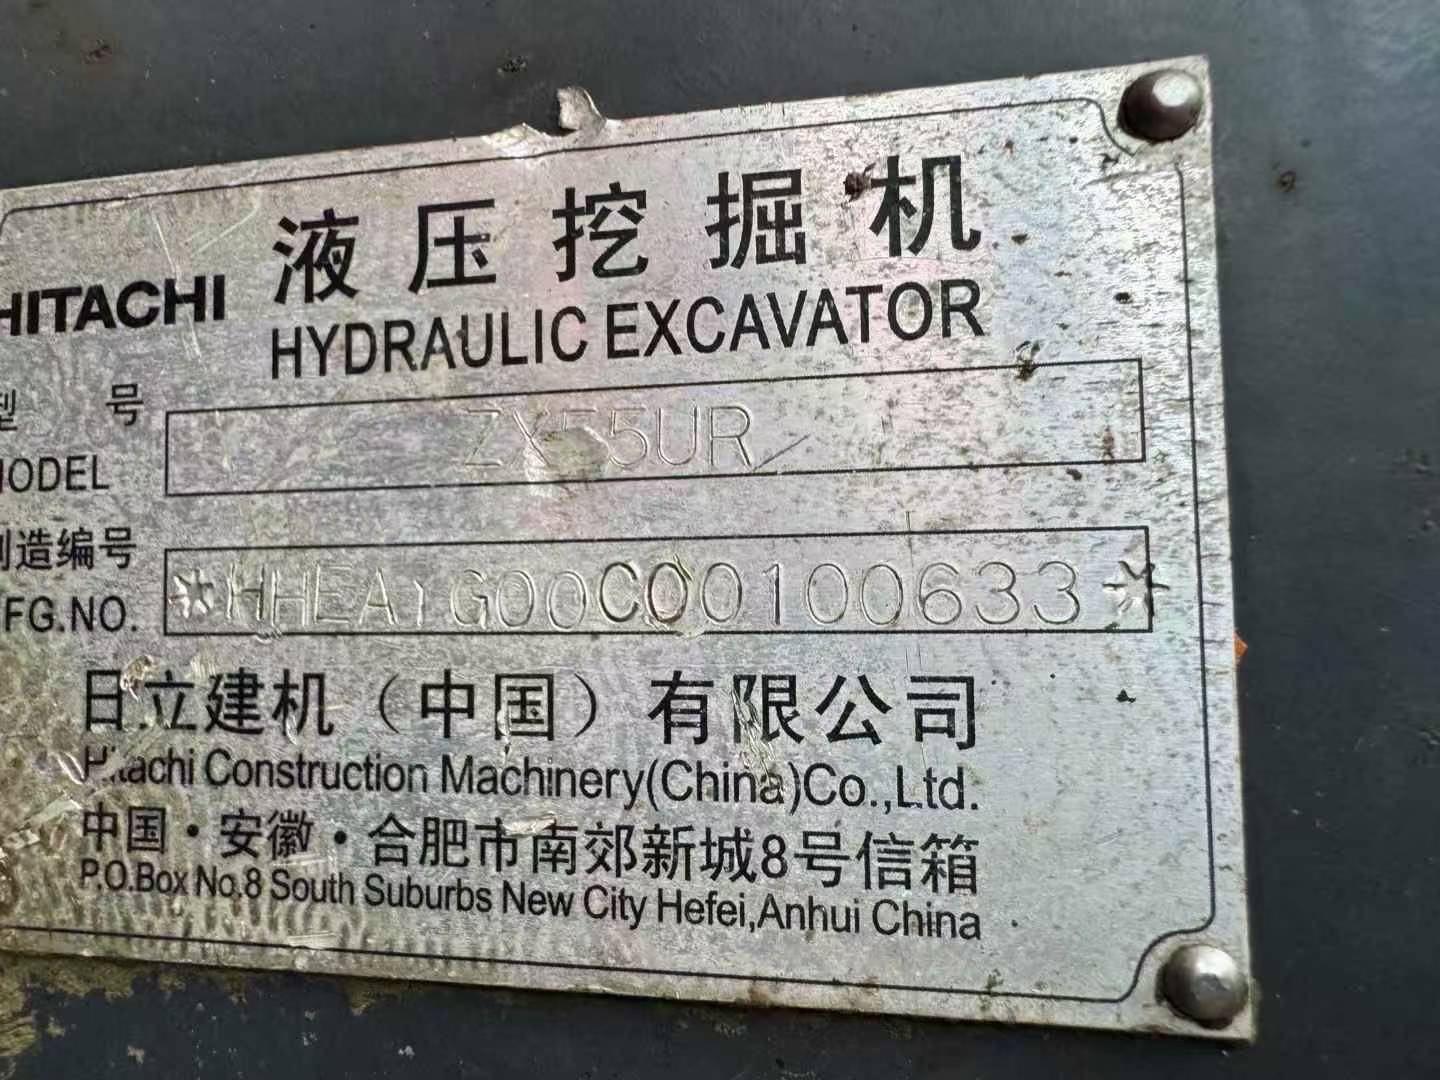 HITACHI 液压挖掘机
HYDRAULIC EXCAVATOR
型号
MODEL ZX55UR
制造编号
MFG.NO. *HHEA1G00C00100633*
日立建机（中国）有限公司
Hitachi Construction Machinery(China)Co.,Ltd.
中国·安徽·合肥市南郊新城8号信箱
P.O.Box No.8 South Suburbs New City Hefei,Anhui China